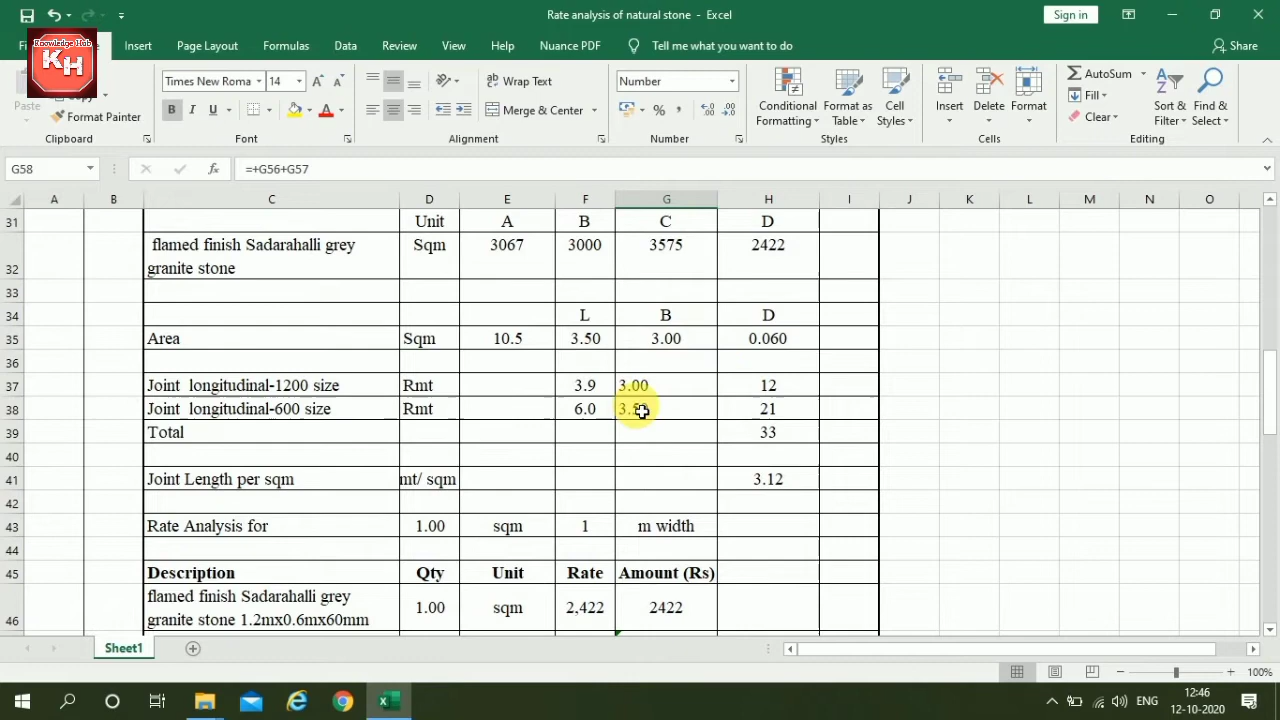 Rate analysis of natural stone - Excel
Sign in
Knowledge Hub
KH
Insert Page Layout Formulas Data Review View Help Nuance PDF Tell me what you want to do Share
Times New Roma 14 Wrap Text Number AutoSum
Paste Fill
B I U Merge & Center % Conditional Formatting Format as Table Cell Styles Insert Delete Format Sort & Filter Find & Select
Format Painter Clear
Clipboard Font Alignment Number Styles Cells Editing
G58 fx =+G56+G57
A B C D E F G H I J K L M N O
31 Unit A B C D
32 flamed finish Sadarahalli grey granite stone Sqm 3067 3000 3575 2422
33
34 L B D
35 Area Sqm 10.5 3.50 3.00 0.060
36
37 Joint longitudinal-1200 size Rmt 3.9 3.00 12
38 Joint longitudinal-600 size Rmt 6.0 21
39 Total 33
40
41 Joint Length per sqm mt/ sqm 3.12
42
43 Rate Analysis for 1.00 sqm 1 m width
44
45 Description Qty Unit Rate Amount (Rs)
46 flamed finish Sadarahalli grey granite stone 1.2mx0.6mx60mm 1.00 sqm 2,422 2422
Sheet1
100%
ENG
12:46
12-10-2020